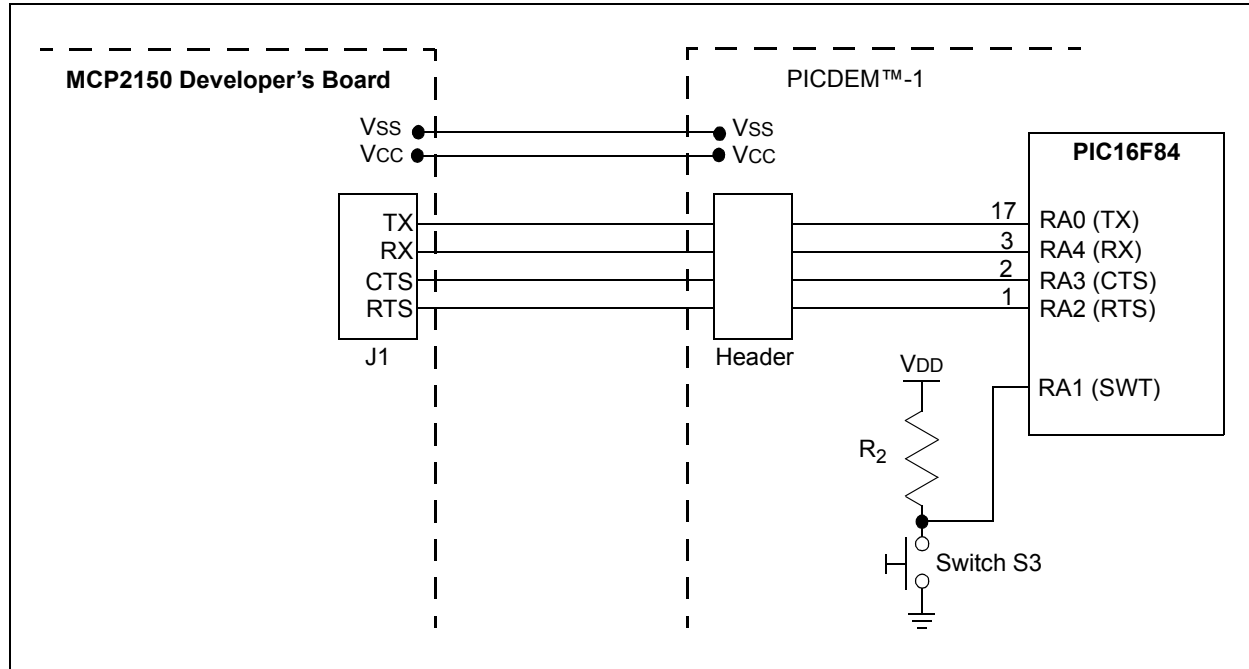 MCP2150 Developer's Board
PICDEM™-1
VSS
VSS
VCC
VCC
PIC16F84
TX
17
RA0 (TX)
RX
3
RA4 (RX)
CTS
2
RA3 (CTS)
RTS
1
RA2 (RTS)
J1
Header
VDD
RA1 (SWT)
R2
Switch S3